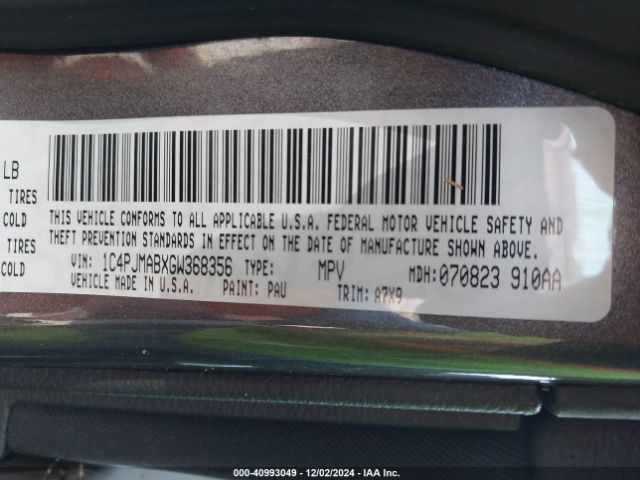 LB
TIRES
COLD
TIRES
COLD
THIS VEHICLE CONFORMS TO ALL APPLICABLE U.S.A. FEDERAL MOTOR VEHICLE SAFETY AND
THEFT PREVENTION STANDARDS IN EFFECT ON THE DATE OF MANUFACTURE SHOWN ABOVE.
VIN: 1C4PJMABXGW368356 TYPE: MPV MDH:070823 910AA
VEHICLE MADE IN U.S.A. PAINT: PAU TRIM: A7X9
00-40993049 - 12/02/2024 - IAA Inc.